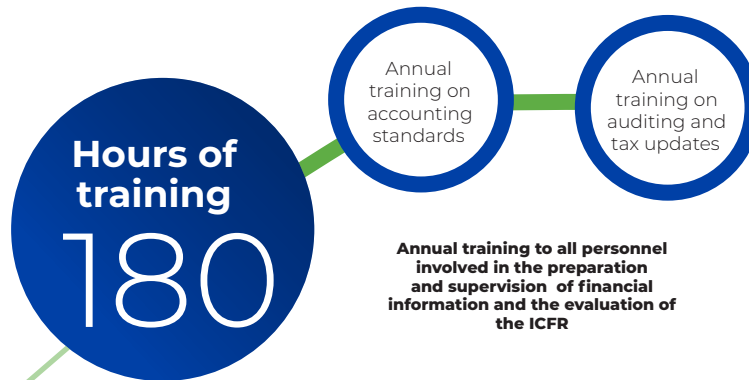 Hours of
training
180
Annual
training on
accounting
standards
Annual
training on
auditing and
tax updates
Annual training to all personnel
involved in the preparation
and supervision of financial
information and the evaluation of
the ICFR